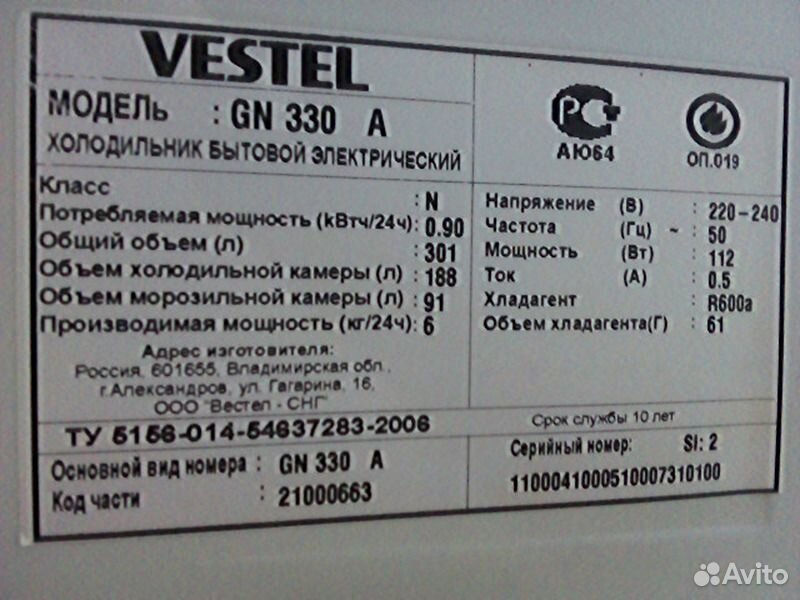 VESTEL
МОДЕЛЬ : GN 330 A
ХОЛОДИЛЬНИК БЫТОВОЙ ЭЛЕКТРИЧЕСКИЙ
РСТ
АЮ64
ОП.019
Класс : N
Потребляемая мощность (кВтч/24ч): 0.90
Общий объем (л) : 301
Объем холодильной камеры (л) : 188
Объем морозильной камеры (л) : 91
Производимая мощность (кг/24ч): 6
Напряжение (В) : 220-240
Частота (Гц) ~ : 50
Мощность (Вт) : 112
Ток (А) : 0.5
Хладагент : R600a
Объем хладагента(Г) : 61
Адрес изготовителя:
Россия, 601655, Владимирская обл.,
г.Александров, ул. Гагарина, 16,
ООО "Вестел - СНГ"
ТУ 5156-014-54637283-2006
Срок службы 10 лет
Основной вид номера : GN 330 A
Код части : 21000663
Серийный номер: SI: 2
1100041000510007310100
Avito